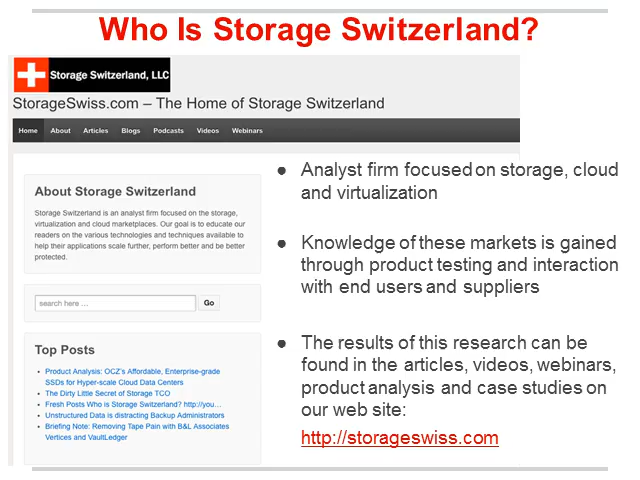 Who Is Storage Switzerland?
Storage Switzerland, LLC
StorageSwiss.com – The Home of Storage Switzerland
Home About Articles Blogs Podcasts Videos Webinars
About Storage Switzerland
Storage Switzerland is an analyst firm focused on the storage,
virtualization and cloud marketplaces. Our goal is to educate our
readers on the various technologies and techniques available to
help their applications scale further, perform better and be better
protected.
search here ...
Go
Top Posts
• Product Analysis: OCZ's Affordable, Enterprise-grade
SSDs for Hyper-scale Cloud Data Centers
• The Dirty Little Secret of Storage TCO
• Fresh Posts Who is Storage Switzerland? http://you…
• Unstructured Data is distracting Backup Administrators
• Briefing Note: Removing Tape Pain with B&L Associates
Vertices and VaultLedger
● Analyst firm focused on storage, cloud
and virtualization
● Knowledge of these markets is gained
through product testing and interaction
with end users and suppliers
● The results of this research can be
found in the articles, videos, webinars,
product analysis and case studies on
our web site:
http://storageswiss.com